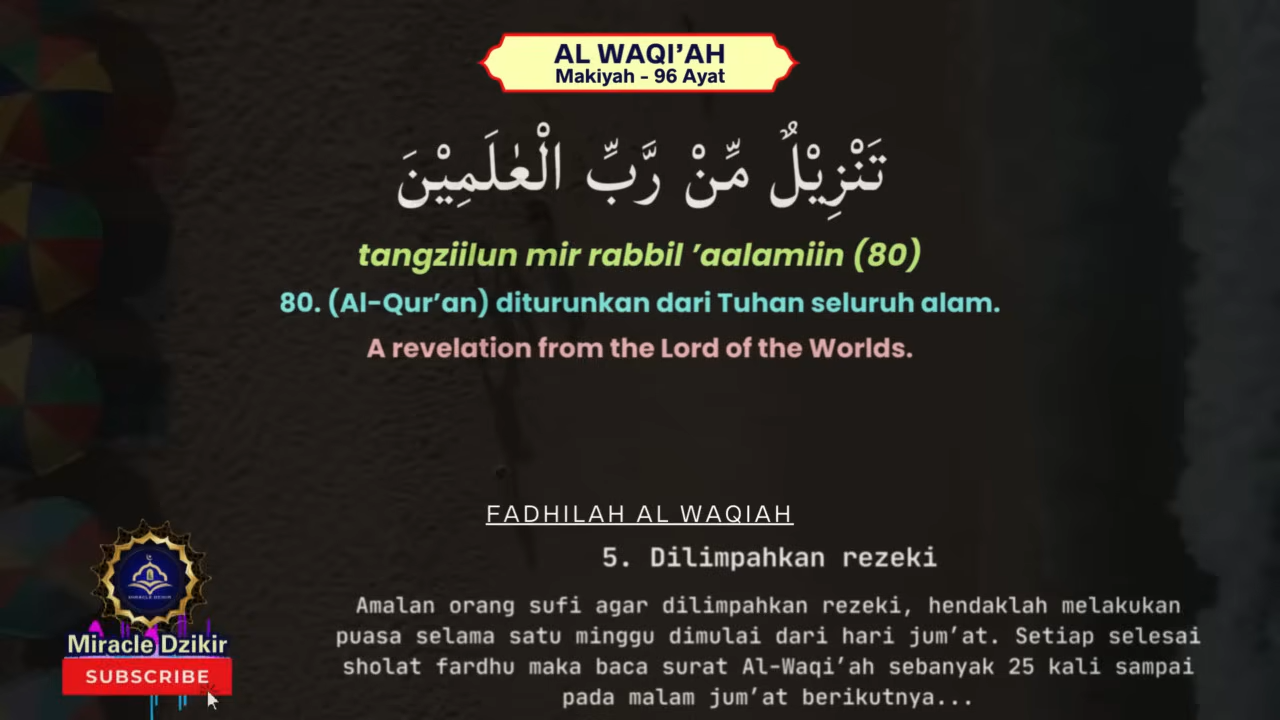 AL WAQI’AH
Makiyah - 96 Ayat
تَنْزِيْلٌ مِّنْ رَّبِّ الْعٰلَمِيْنَ
tangziilun mir rabbil ’aalamiin (80)
80. (Al-Qur’an) diturunkan dari Tuhan seluruh alam.
A revelation from the Lord of the Worlds.
FADHILAH AL WAQIAH
5. Dilimpahkan rezeki
Amalan orang sufi agar dilimpahkan rezeki, hendaklah melakukan
puasa selama satu minggu dimulai dari hari jum’at. Setiap selesai
sholat fardhu maka baca surat Al-Waqi’ah sebanyak 25 kali sampai
pada malam jum’at berikutnya...
MIRACLE DZIKIR
Miracle Dzikir
SUBSCRIBE